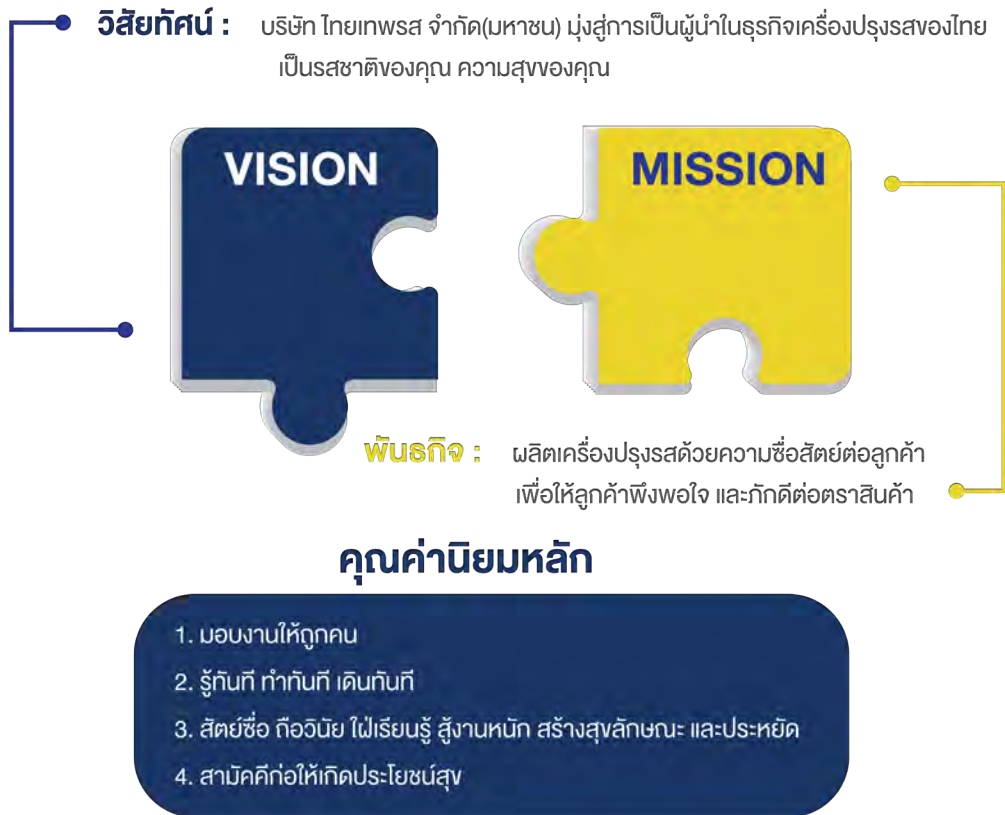 วิสัยทัศน์ : บริษัท ไทยเทพรส จำกัด(มหาชน) มุ่งสู่การเป็นผู้นำในธุรกิจเครื่องปรุงรสของไทย
เป็นรสชาติของคุณ ความสุขของคุณ
VISION
MISSION
พันธกิจ : ผลิตเครื่องปรุงรสด้วยความซื่อสัตย์ต่อลูกค้า
เพื่อให้ลูกค้าพึงพอใจ และภักดีต่อตราสินค้า
คุณค่านิยมหลัก
1. มอบงานให้ถูกคน
2. รู้ทันที ทำทันที เดินทันที
3. สัตย์ซื่อ ถือวินัย ใฝ่เรียนรู้ สู้งานหนัก สร้างสุขลักษณะ และประหยัด
4. สามัคคีก่อให้เกิดประโยชน์สุข